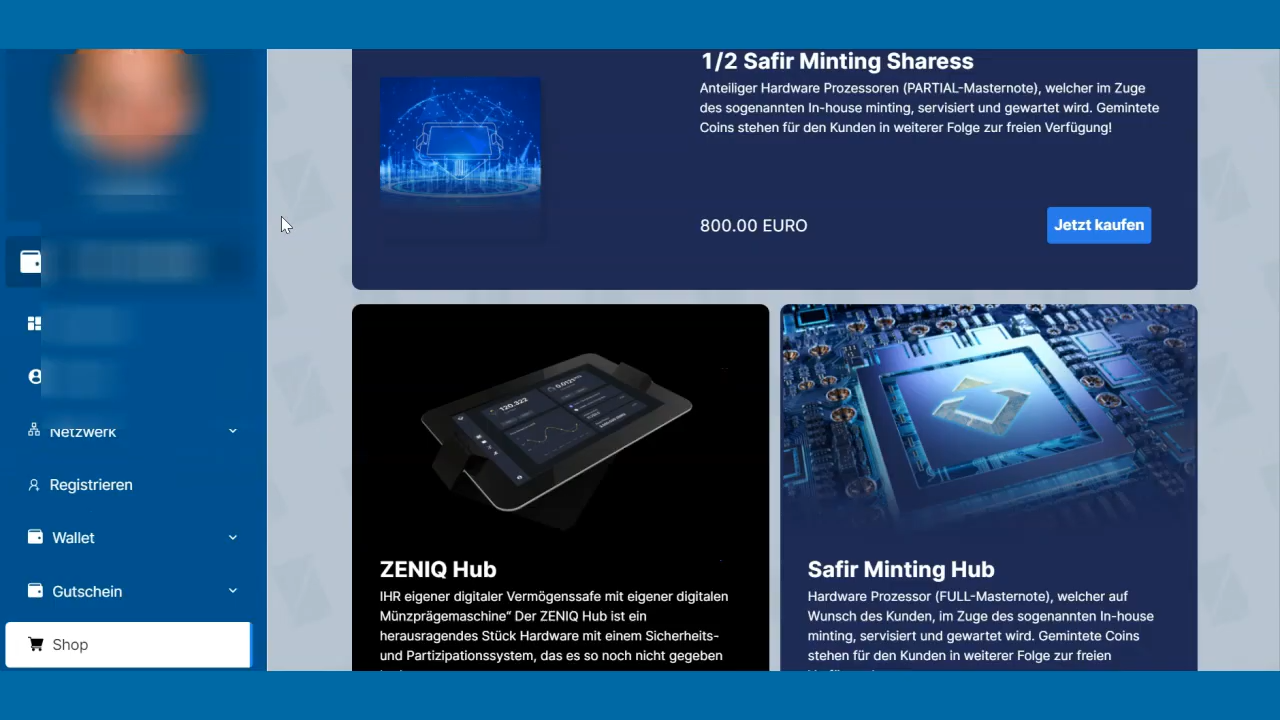 1/2 Safir Minting Sharess
Anteiliger Hardware Prozessoren (PARTIAL-Masternote), welcher im Zuge
des sogenannten In-house minting, servisiert und gewartet wird. Gemintete
Coins stehen für den Kunden in weiterer Folge zur freien Verfügung!
800.00 EURO
Jetzt kaufen
Netzwerk
Registrieren
Wallet
Gutschein
Shop
120.322
ZENIQ Hub
IHR eigener digitaler Vermögenssafe mit eigener digitalen
Münzprägemaschine“ Der ZENIQ Hub ist ein
herausragendes Stück Hardware mit einem Sicherheits-
und Partizipationssystem, das es so noch nicht gegeben
Safir Minting Hub
Hardware Prozessor (FULL-Masternote), welcher auf
Wunsch des Kunden, im Zuge des sogenannten In-house
minting, servisiert und gewartet wird. Gemintete Coins
stehen für den Kunden in weiterer Folge zur freien